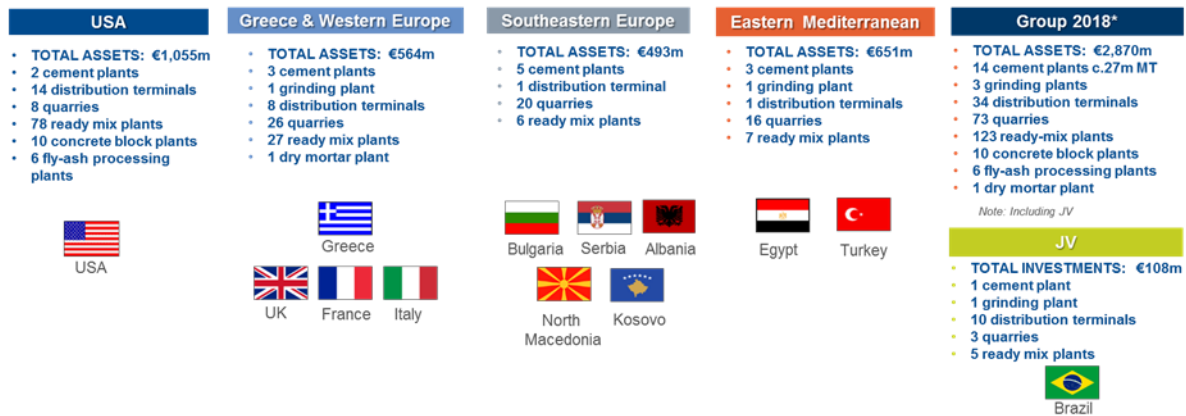 USA
• TOTAL ASSETS: €1,055m
• 2 cement plants
• 14 distribution terminals
• 8 quarries
• 78 ready mix plants
• 10 concrete block plants
• 6 fly-ash processing
plants
USA
Greece & Western Europe
• TOTAL ASSETS: €564m
• 3 cement plants
• 1 grinding plant
• 8 distribution terminals
• 26 quarries
• 27 ready mix plants
• 1 dry mortar plant
Greece
UK France Italy
Southeastern Europe
• TOTAL ASSETS: €493m
• 5 cement plants
• 1 distribution terminal
• 20 quarries
• 6 ready mix plants
Bulgaria Serbia Albania
North
Macedonia
Kosovo
Eastern Mediterranean
• TOTAL ASSETS: €651m
• 3 cement plants
• 1 grinding plant
• 1 distribution terminals
• 16 quarries
• 7 ready mix plants
Egypt Turkey
Group 2018*
• TOTAL ASSETS: €2,870m
• 14 cement plants c.27m MT
• 3 grinding plants
• 34 distribution terminals
• 73 quarries
• 123 ready-mix plants
• 10 concrete block plants
• 6 fly-ash processing plants
• 1 dry mortar plant
Note: Including JV
JV
• TOTAL INVESTMENTS: €108m
• 1 cement plant
• 1 grinding plant
• 10 distribution terminals
• 3 quarries
• 5 ready mix plants
Brazil